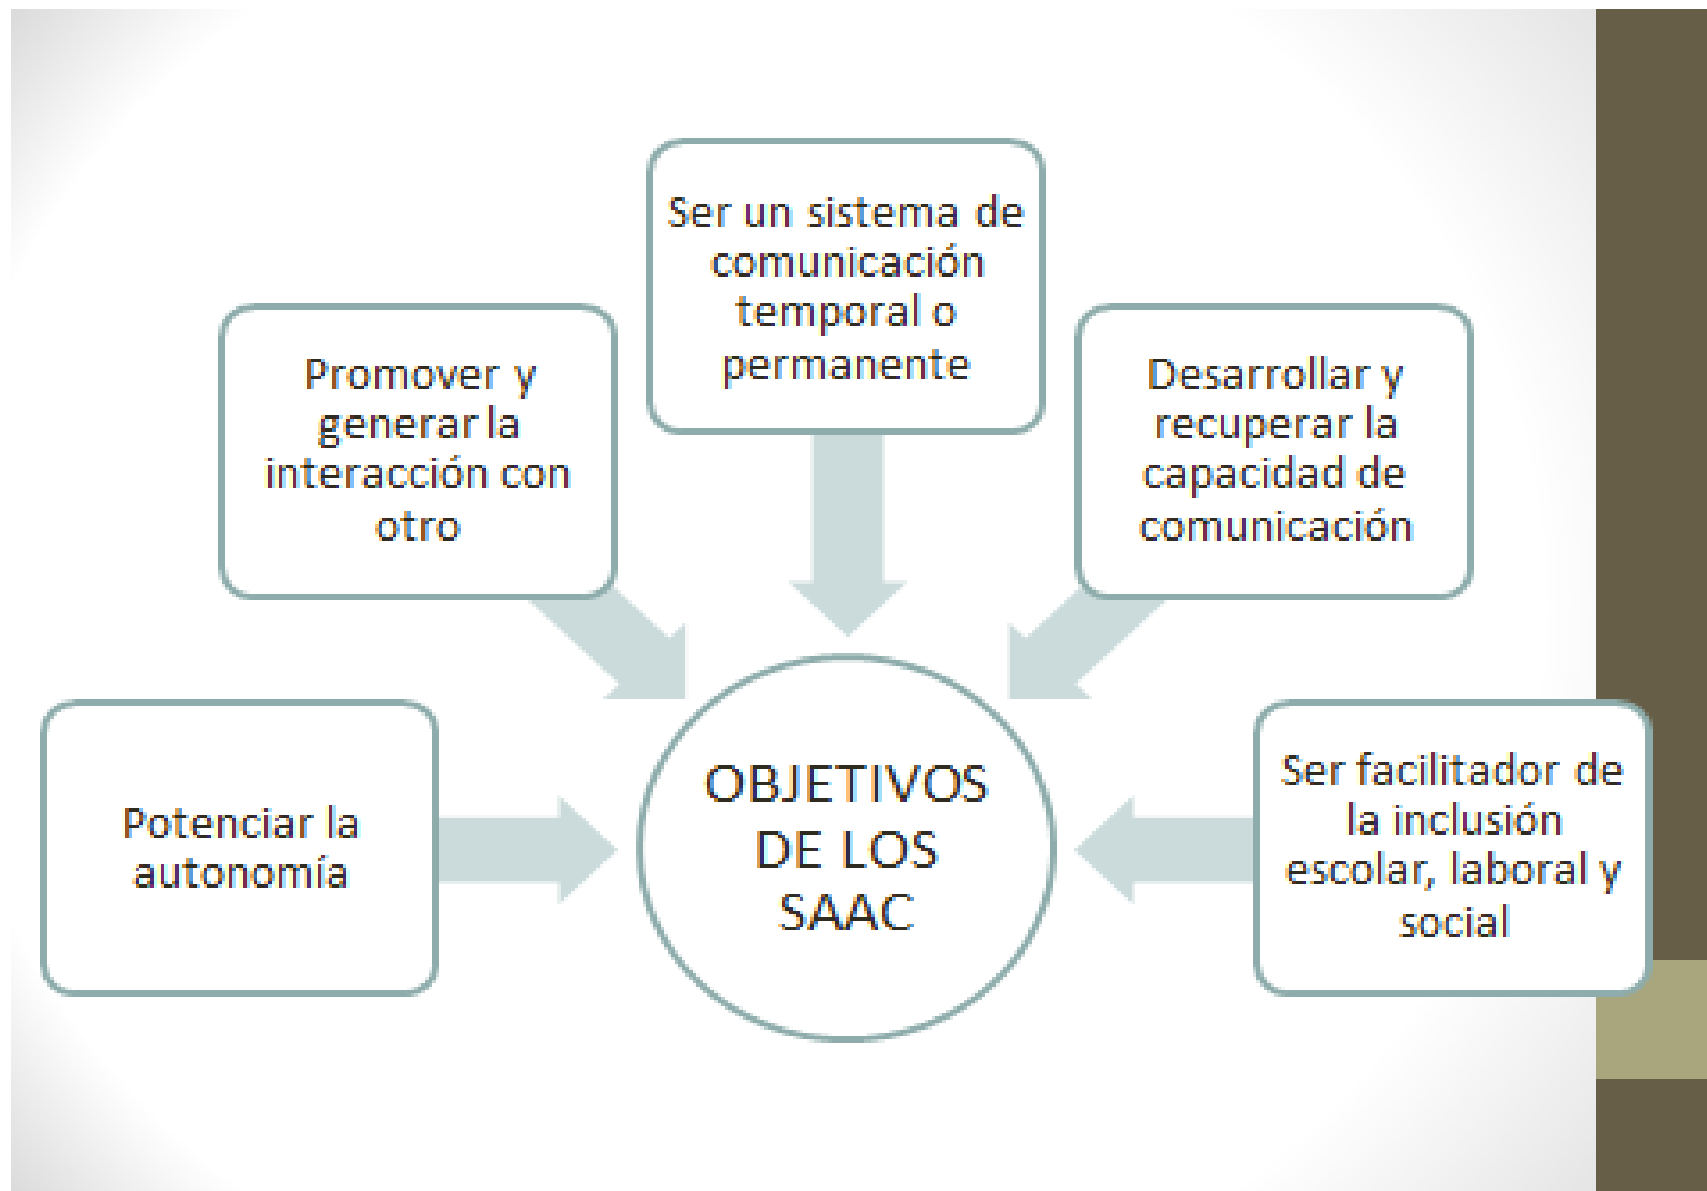 Ser un sistema de
comunicación
temporal o
permanente
Promover y
generar la
interacción con
otro
Desarrollar y
recuperar la
capacidad de
comunicación
Potenciar la
autonomía
OBJETIVOS
DE LOS
SAAC
Ser facilitador de
la inclusión
escolar, laboral y
social